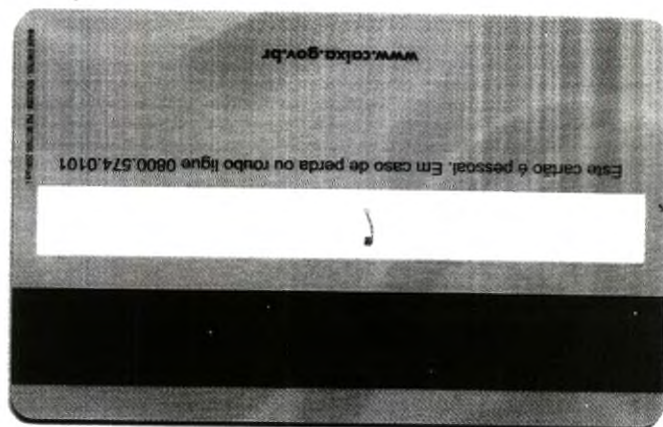 Este cartão é pessoal. Em caso de perda ou roubo ligue 0800.574.0101
www.caixa.gov.br